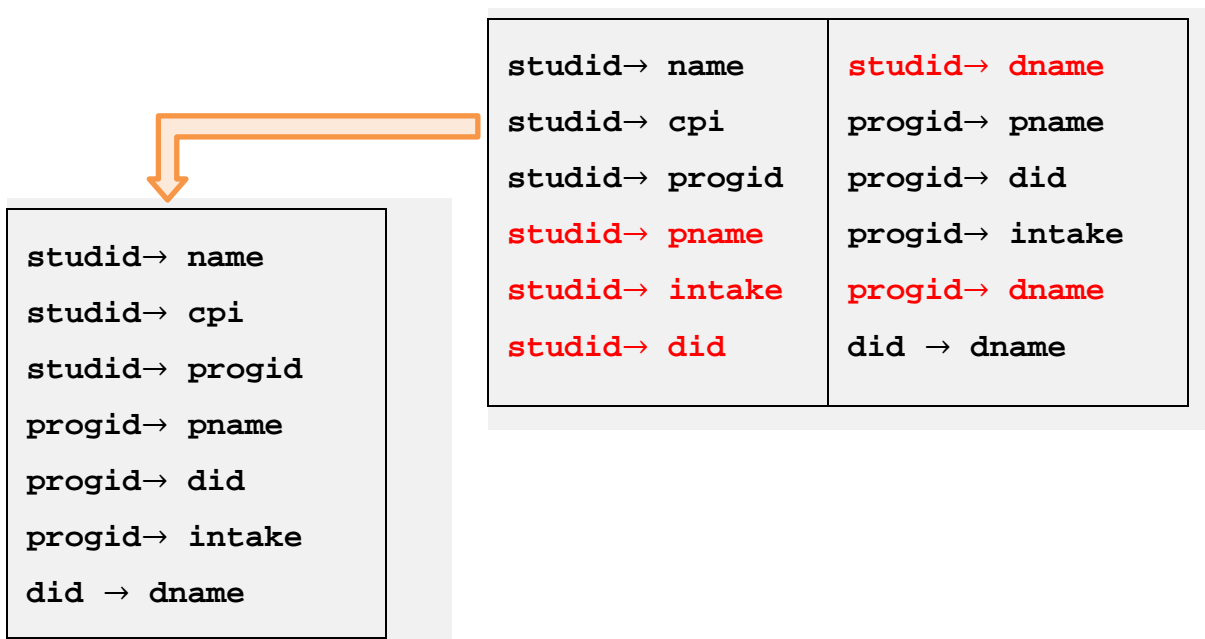 studid→ name
studid→ cpi
studid→ progid
studid→ pname
studid→ intake
studid→ did
studid→ dname
progid→ pname
progid→ did
progid→ intake
progid→ dname
did → dname
studid→ name
studid→ cpi
studid→ progid
progid→ pname
progid→ did
progid→ intake
did → dname